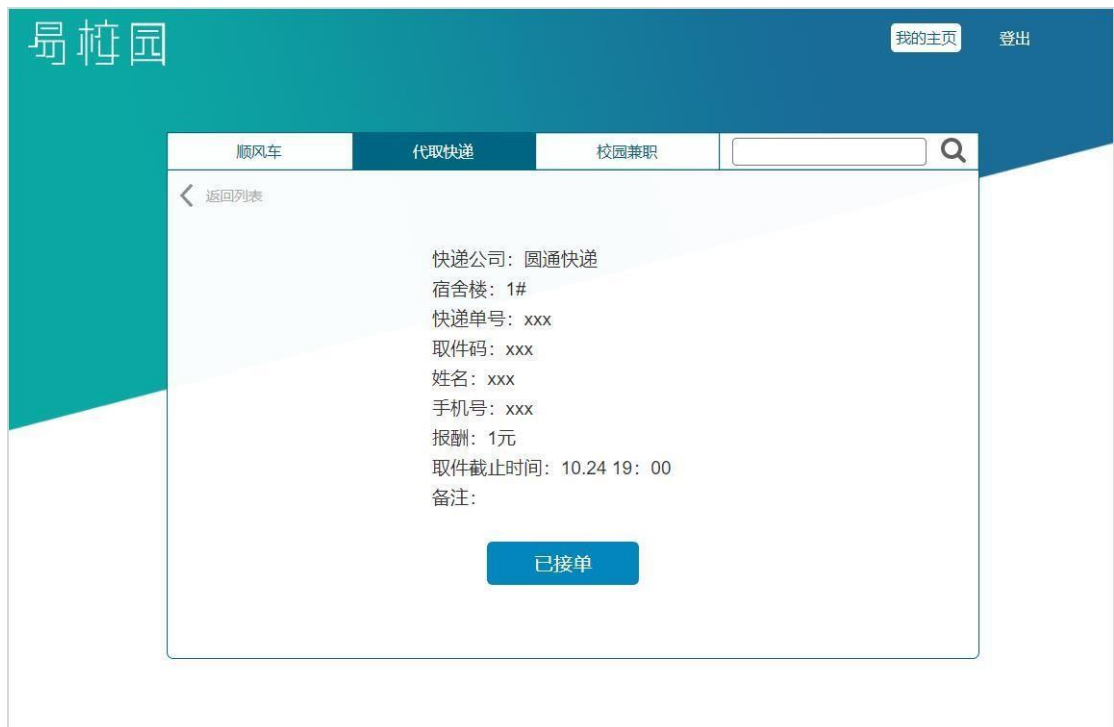 易校园
我的主页 登出
顺风车 代取快递 校园兼职
返回列表
快递公司：圆通快递
宿舍楼：1#
快递单号：xxx
取件码：xxx
姓名：xxx
手机号：xxx
报酬：1元
取件截止时间：10.24 19：00
备注：
已接单